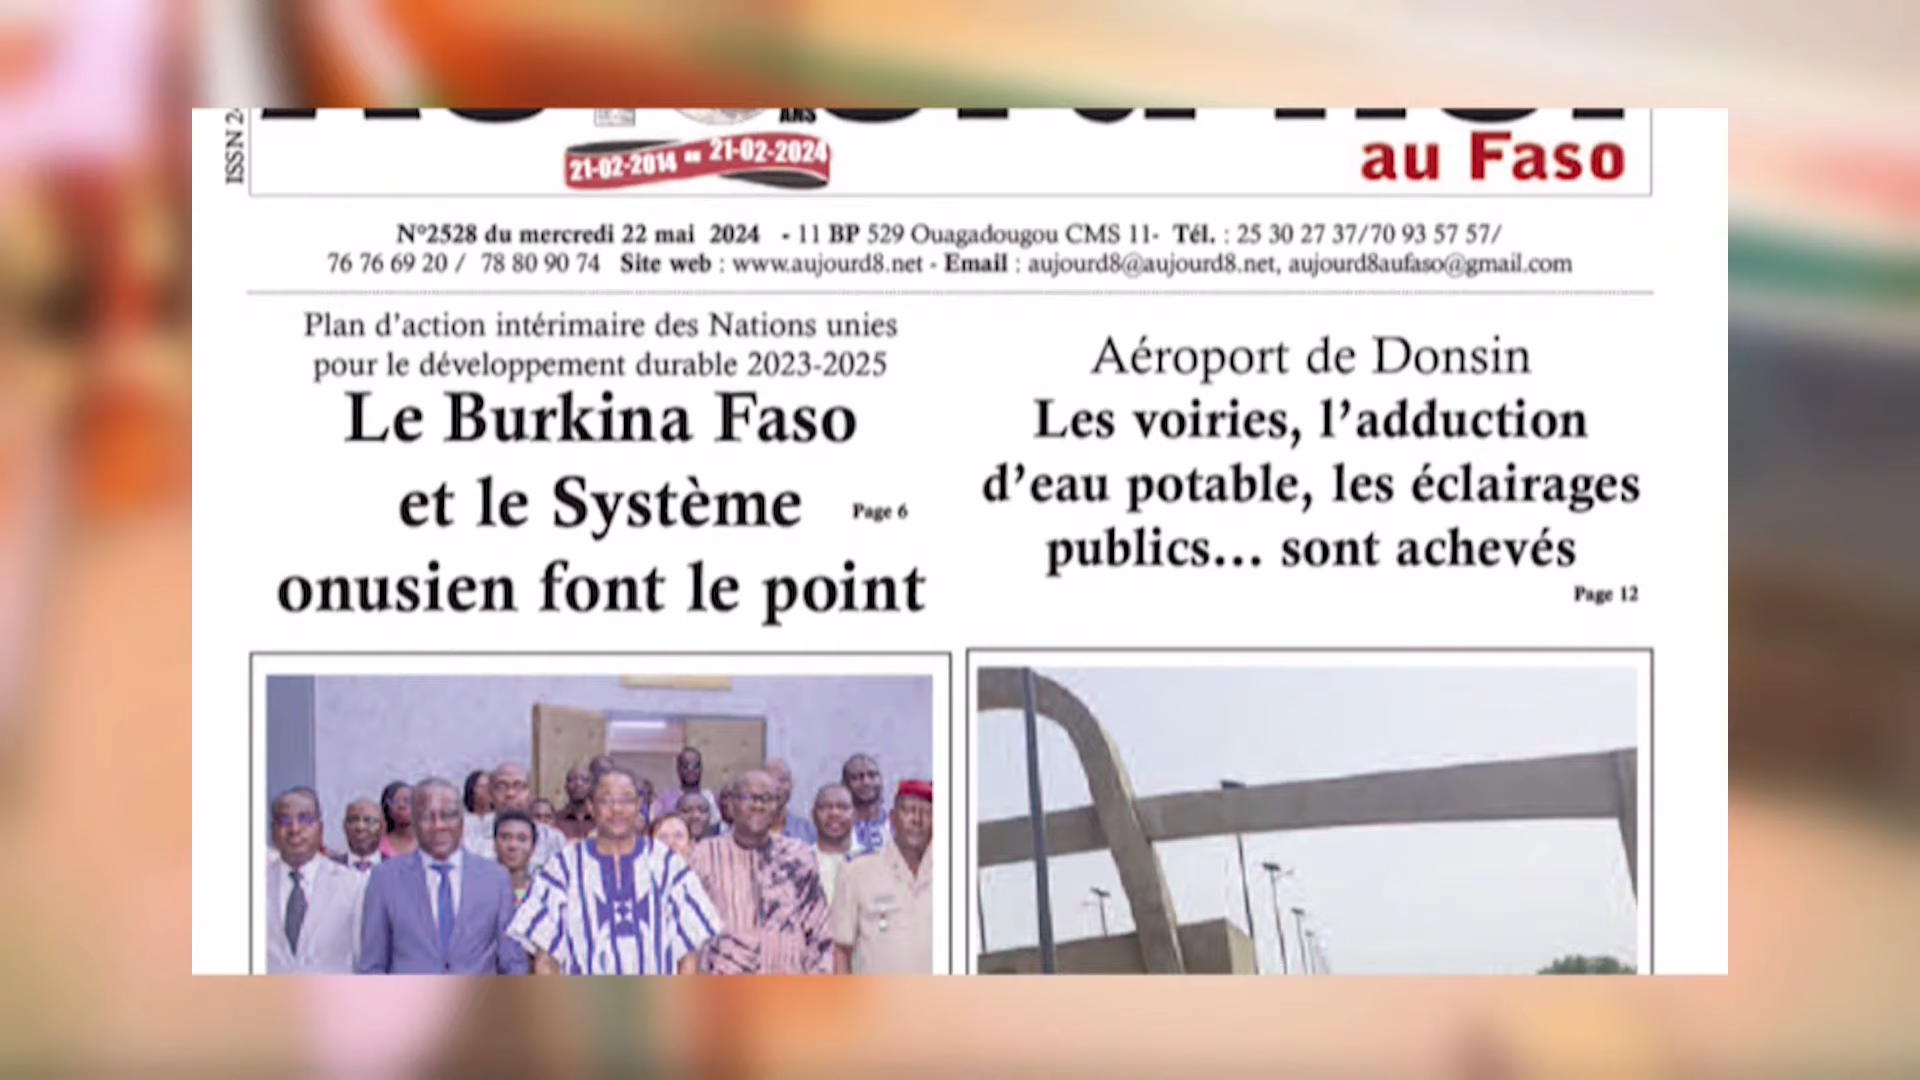 ISSN 2-
ANS
21-02-2014 - 21-02-2024
au Faso
N°2528 du mercredi 22 mai 2024 - 11 BP 529 Ouagadougou CMS 11- Tél. : 25 30 27 37/70 93 57 57/
76 76 69 20 / 78 80 90 74 Site web : www.aujourd8.net - Email : aujourd8@aujourd8.net, aujourd8aufaso@gmail.com
Plan d’action intérimaire des Nations unies
pour le développement durable 2023-2025
Le Burkina Faso
et le Système
Page 6
onusien font le point
Aéroport de Donsin
Les voiries, l’adduction
d’eau potable, les éclairages
publics... sont achevés
Page 12